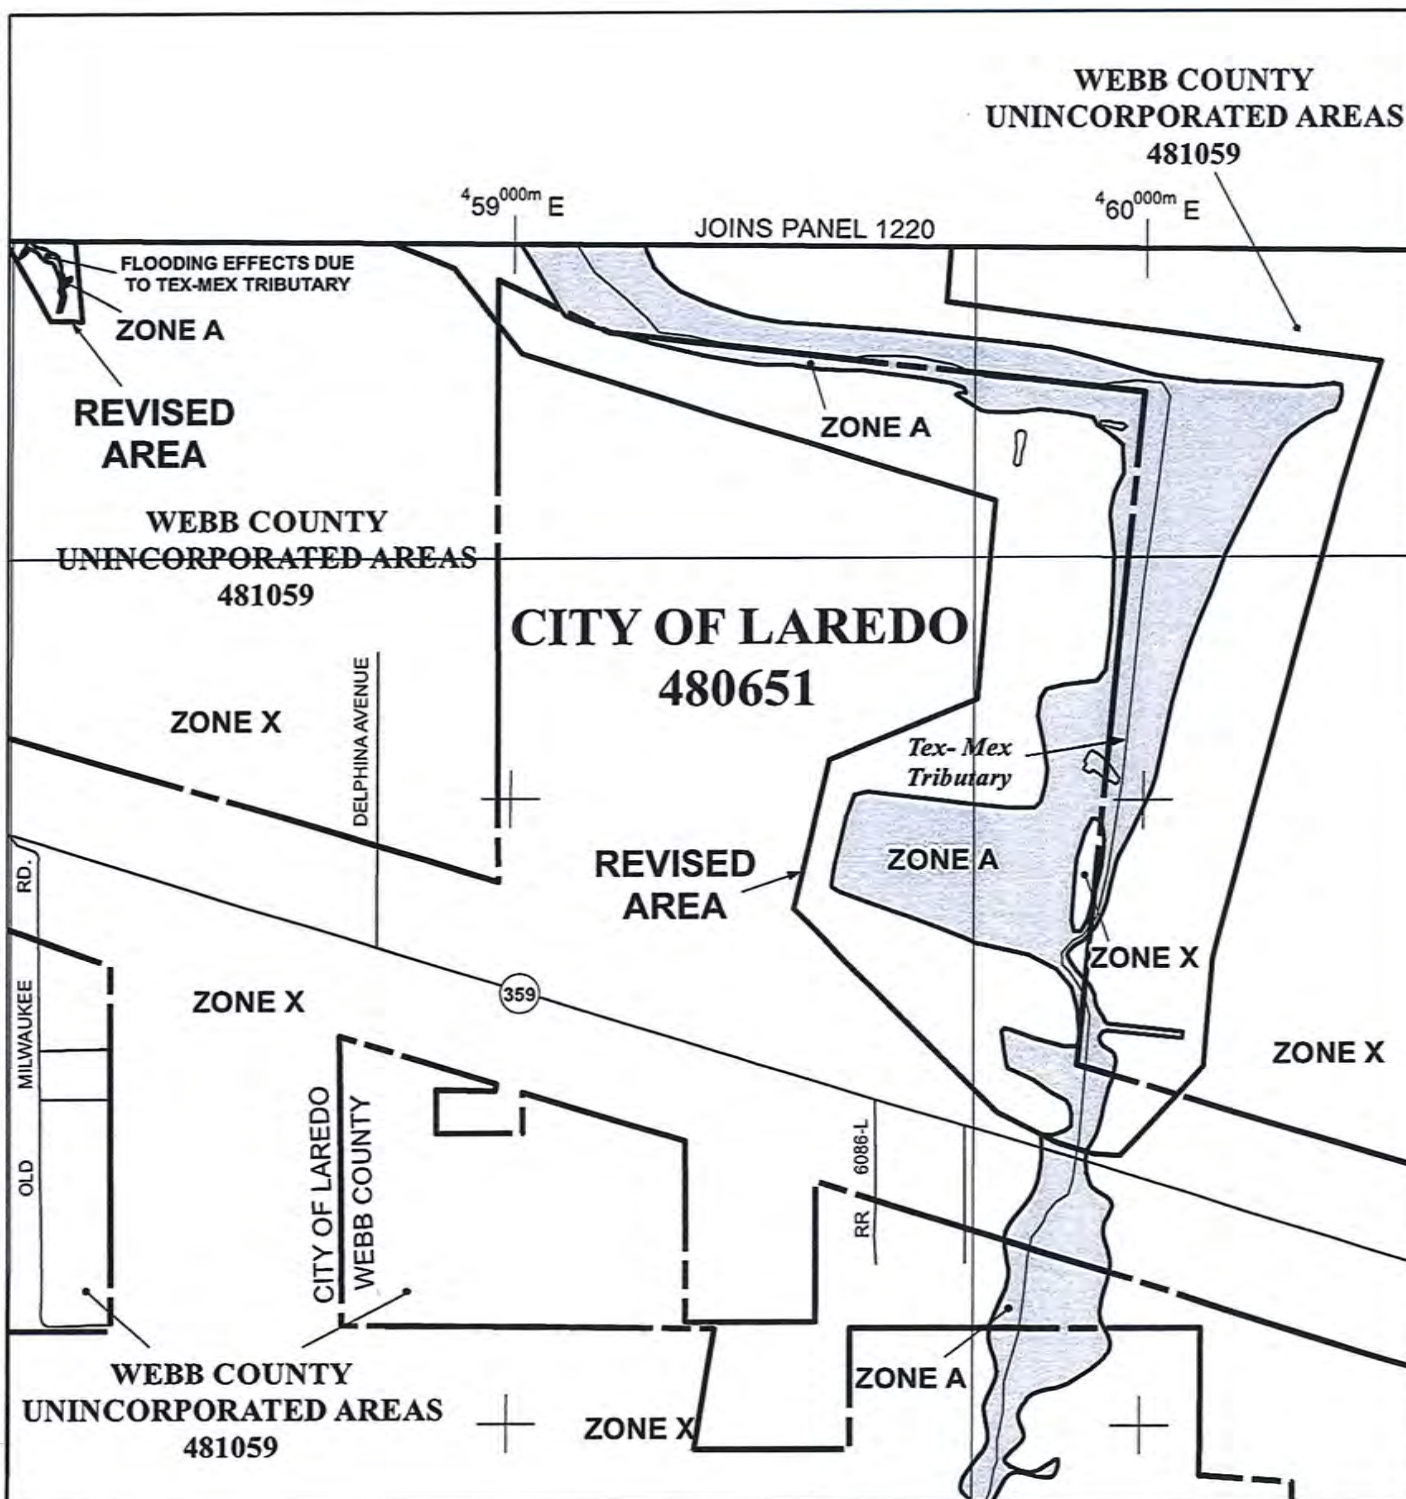 WEBB COUNTY
UNINCORPORATED AREAS
481059
459000m E
460000m E
JOINS PANEL 1220
FLOODING EFFECTS DUE
TO TEX-MEX TRIBUTARY
ZONE A
REVISED
AREA
ZONE A
WEBB COUNTY
UNINCORPORATED AREAS
481059
CITY OF LAREDO
480651
ZONE X
DELPHINA AVENUE
Tex-Mex
Tributary
REVISED
AREA
ZONE A
ZONE X
OLD MILWAUKEE RD.
ZONE X
359
ZONE X
CITY OF LAREDO
WEBB COUNTY
RR 6086-L
WEBB COUNTY
UNINCORPORATED AREAS
481059
ZONE A
ZONE X